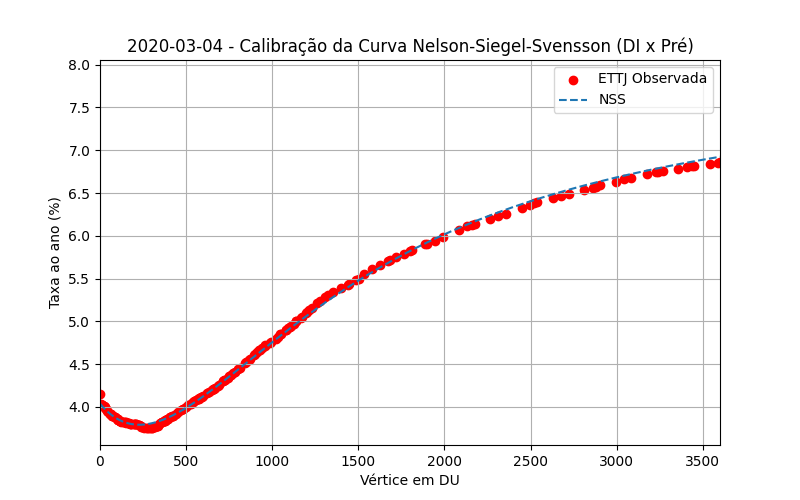 2020-03-04 - Calibração da Curva Nelson-Siegel-Svensson (DI x Pré)
ETTJ Observada
NSS
Taxa ao ano (%)
8.0
7.5
7.0
6.5
6.0
5.5
5.0
4.5
4.0
0 500 1000 1500 2000 2500 3000 3500
Vértice em DU